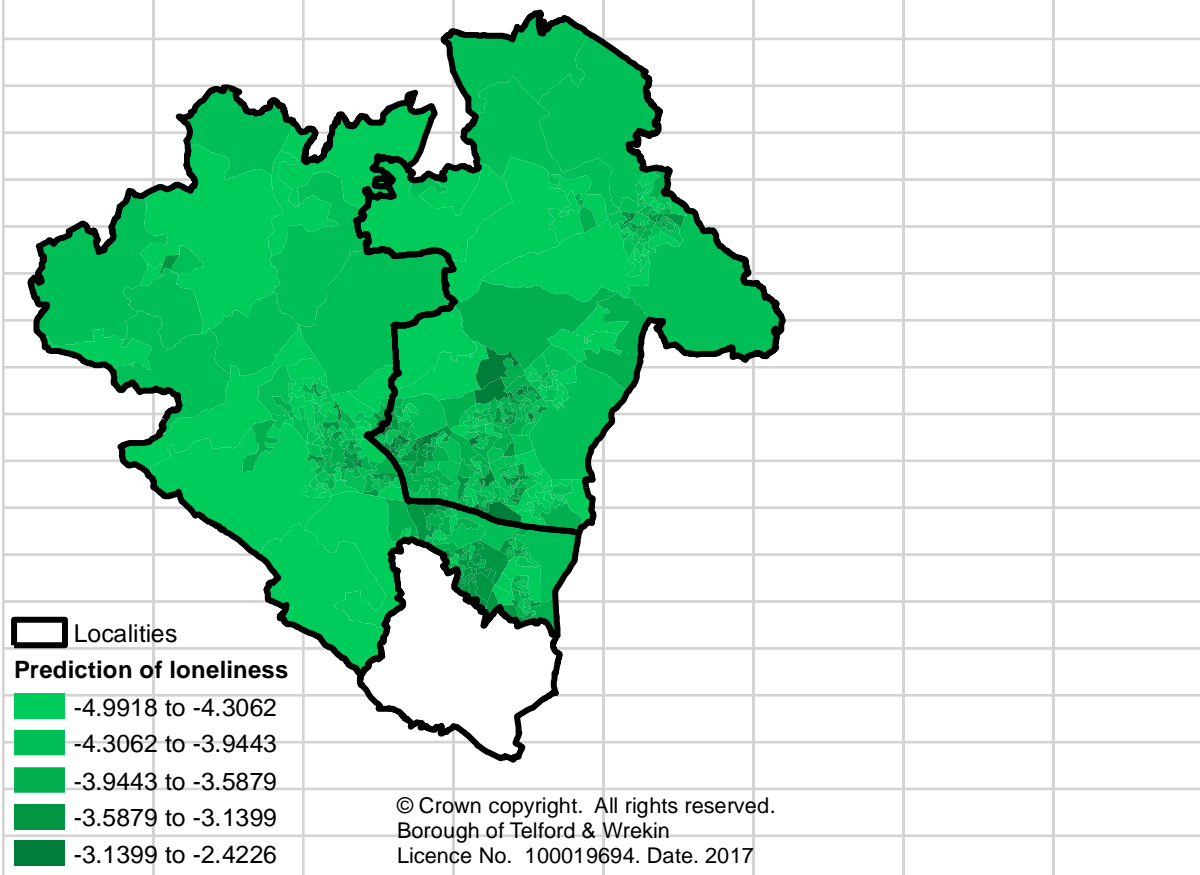 Localities
Prediction of loneliness
-4.9918 to -4.3062
-4.3062 to -3.9443
-3.9443 to -3.5879
-3.5879 to -3.1399
-3.1399 to -2.4226
© Crown copyright. All rights reserved.
Borough of Telford & Wrekin
Licence No. 100019694. Date. 2017